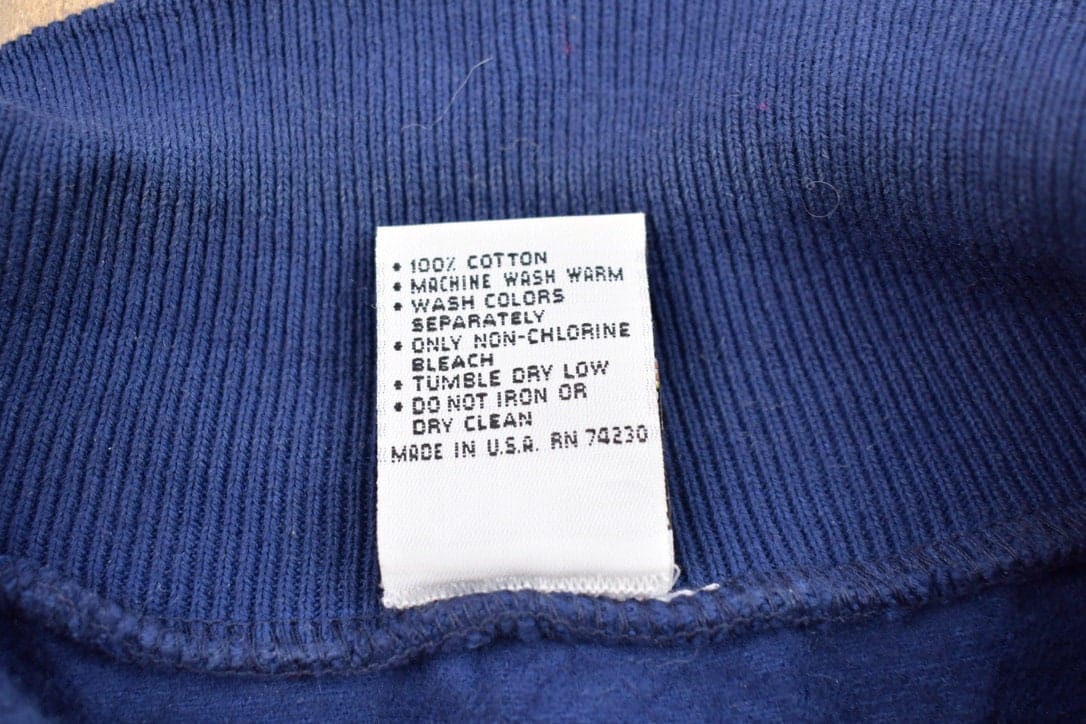 • 100% COTTON
• MACHINE WASH WARM
• WASH COLORS
SEPARATELY
• ONLY NON-CHLORINE
BLEACH
• TUMBLE DRY LOW
• DO NOT IRON OR
DRY CLEAN
MADE IN U.S.A. RN 74230